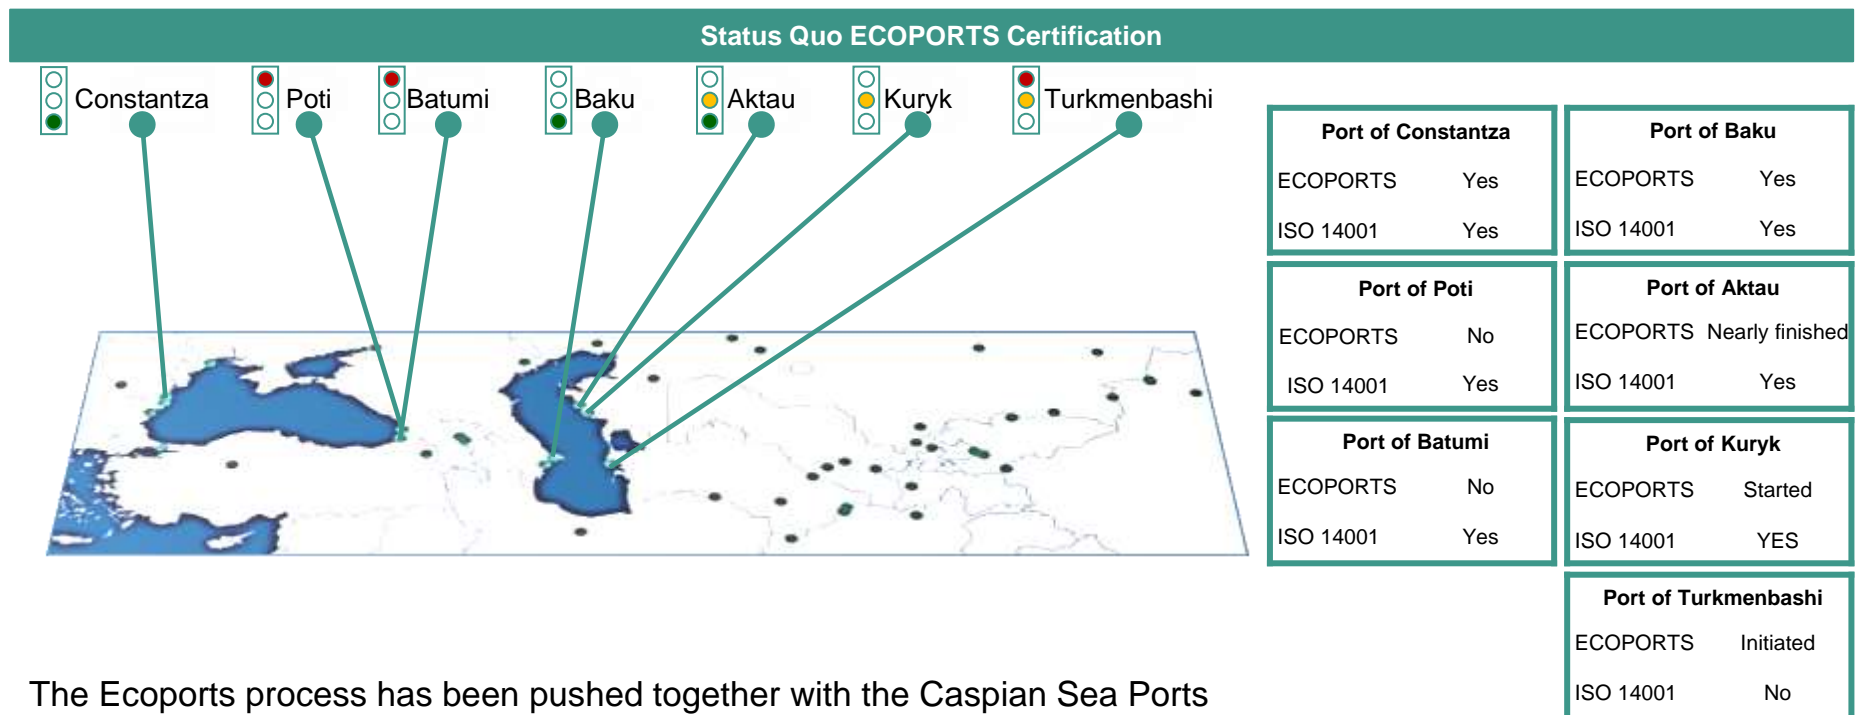 Status Quo ECOPORTS Certification
Constantza
Poti
Batumi
Baku
Aktau
Kuryk
Turkmenbashi
Port of Constantza
ECOPORTS Yes
ISO 14001 Yes
Port of Baku
ECOPORTS Yes
ISO 14001 Yes
Port of Poti
ECOPORTS No
ISO 14001 Yes
Port of Aktau
ECOPORTS Nearly finished
ISO 14001 Yes
Port of Batumi
ECOPORTS No
ISO 14001 Yes
Port of Kuryk
ECOPORTS Started
ISO 14001 YES
Port of Turkmenbashi
ECOPORTS Initiated
ISO 14001 No
The Ecoports process has been pushed together with the Caspian Sea Ports